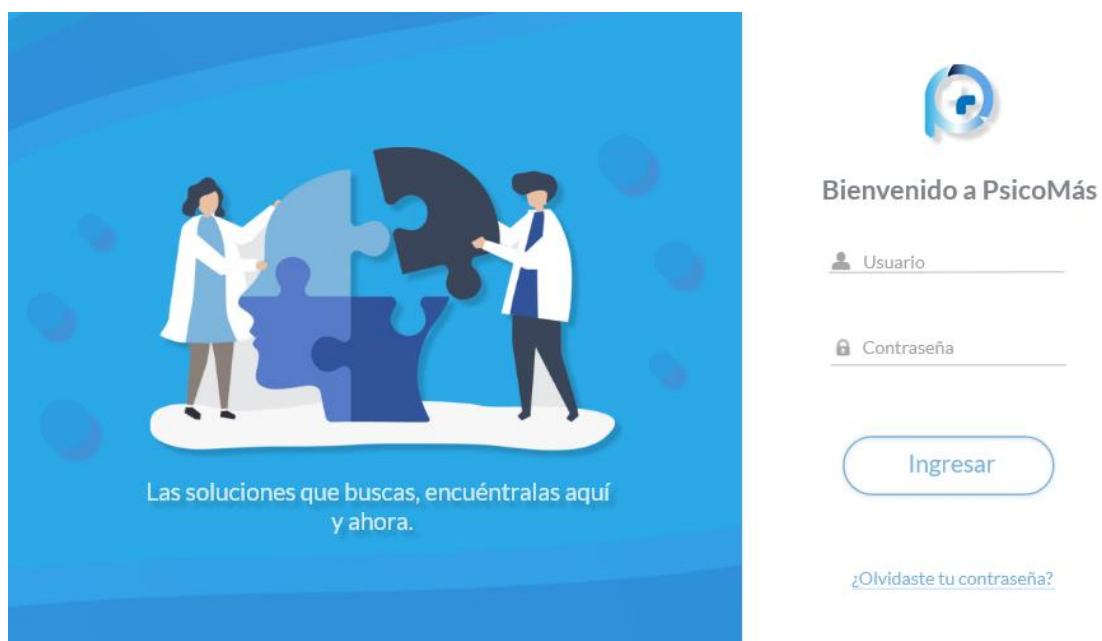 Las soluciones que buscas, encuéntralas aquí
y ahora.
Bienvenido a PsicoMás
Usuario
Contraseña
Ingresar
¿Olvidaste tu contraseña?